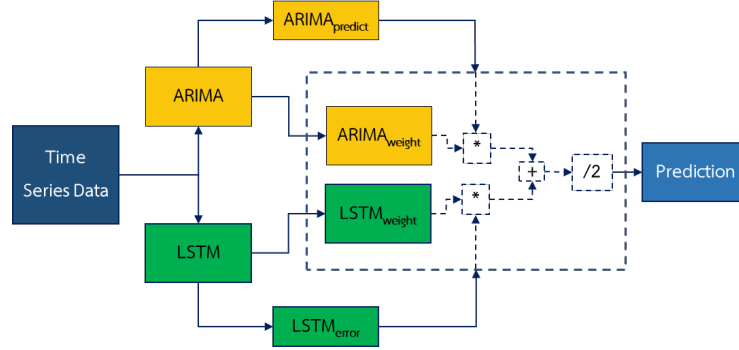 ARIMApredict
ARIMA
ARIMAweight
*
Time
Series Data
+
/2
Prediction
*
LSTMweight
LSTM
LSTMerror